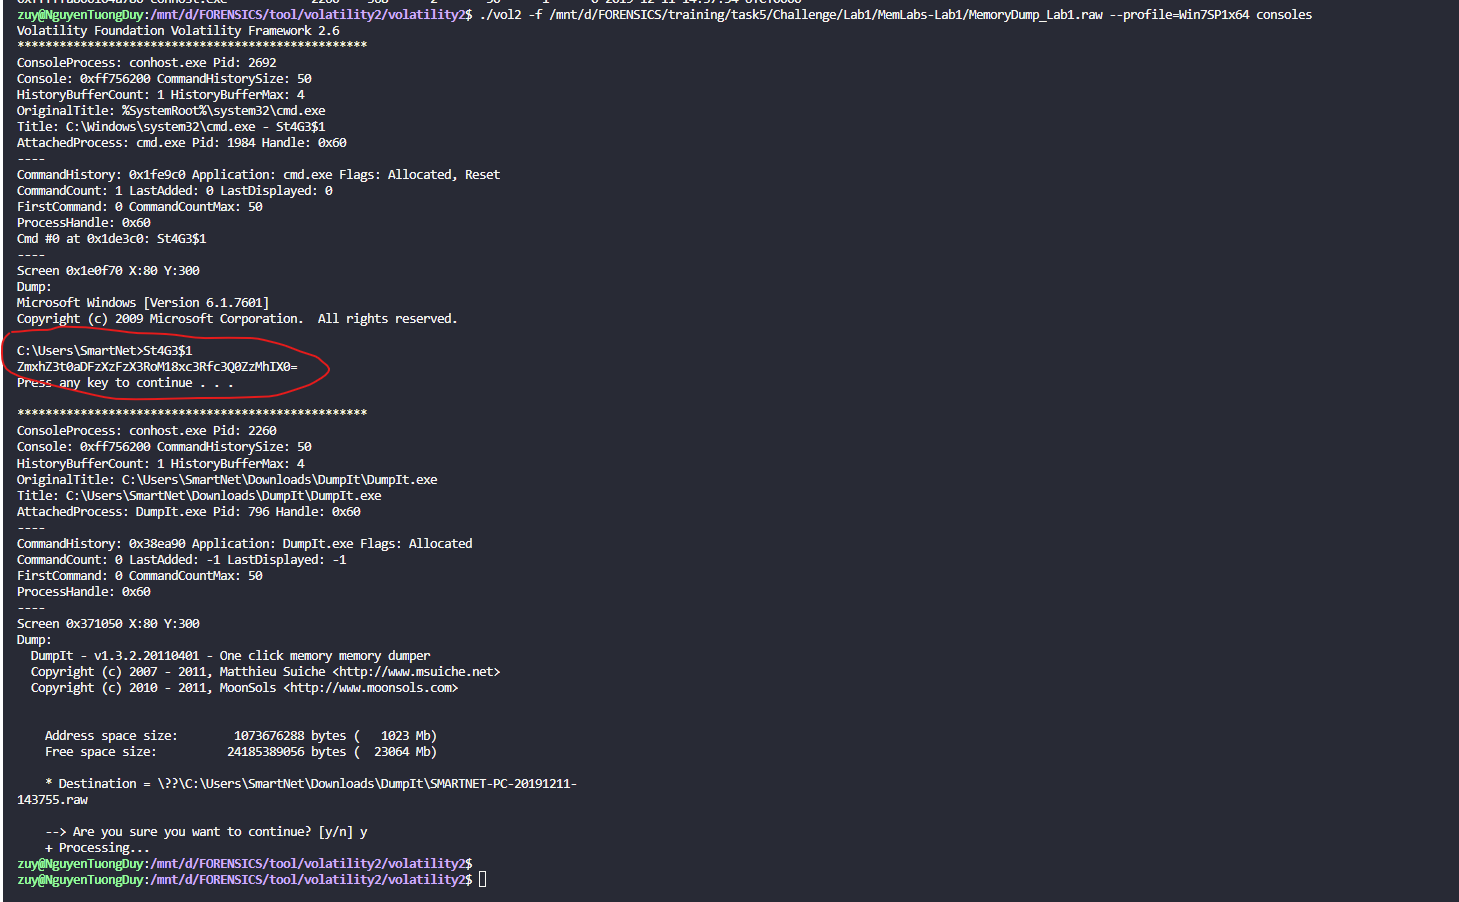 zuy@NguyenTuongDuy:/mnt/d/FORENSICS/tool/volatility2/volatility2$ ./vol2 -f /mnt/d/FORENSICS/training/task5/Challenge/Lab1/MemLabs-Lab1/MemoryDump_Lab1.raw --profile=Win7SP1x64 consoles
Volatility Foundation Volatility Framework 2.6
**************************************************
ConsoleProcess: conhost.exe Pid: 2692
Console: 0xff756200 CommandHistorySize: 50
HistoryBufferCount: 1 HistoryBufferMax: 4
OriginalTitle: %SystemRoot%\system32\cmd.exe
Title: C:\Windows\system32\cmd.exe - St4G3$1
AttachedProcess: cmd.exe Pid: 1984 Handle: 0x60
----
CommandHistory: 0x1fe9c0 Application: cmd.exe Flags: Allocated, Reset
CommandCount: 1 LastAdded: 0 LastDisplayed: 0
FirstCommand: 0 CommandCountMax: 50
ProcessHandle: 0x60
Cmd #0 at 0x1de3c0: St4G3$1
----
Screen 0x1e0f70 X:80 Y:300
Dump:
Microsoft Windows [Version 6.1.7601]
Copyright (c) 2009 Microsoft Corporation.  All rights reserved.
C:\Users\SmartNet>St4G3$1
ZmxhZ3t0aDFzXzFzX3RoM18xc3Rfc3Q0ZzMhIX0=
Press any key to continue . . .
**************************************************
ConsoleProcess: conhost.exe Pid: 2260
Console: 0xff756200 CommandHistorySize: 50
HistoryBufferCount: 1 HistoryBufferMax: 4
OriginalTitle: C:\Users\SmartNet\Downloads\DumpIt\DumpIt.exe
Title: C:\Users\SmartNet\Downloads\DumpIt\DumpIt.exe
AttachedProcess: DumpIt.exe Pid: 796 Handle: 0x60
----
CommandHistory: 0x38ea90 Application: DumpIt.exe Flags: Allocated
CommandCount: 0 LastAdded: -1 LastDisplayed: -1
FirstCommand: 0 CommandCountMax: 50
ProcessHandle: 0x60
----
Screen 0x371050 X:80 Y:300
Dump:
DumpIt - v1.3.2.20110401 - One click memory memory dumper
Copyright (c) 2007 - 2011, Matthieu Suiche <http://www.msuiche.net>
Copyright (c) 2010 - 2011, MoonSols <http://www.moonsols.com>
Address space size:        1073676288 bytes (   1023 Mb)
Free space size:          24185389056 bytes (  23064 Mb)
* Destination = \??\C:\Users\SmartNet\Downloads\DumpIt\SMARTNET-PC-20191211-
143755.raw
--> Are you sure you want to continue? [y/n] y
+ Processing...
zuy@NguyenTuongDuy:/mnt/d/FORENSICS/tool/volatility2/volatility2$
zuy@NguyenTuongDuy:/mnt/d/FORENSICS/tool/volatility2/volatility2$